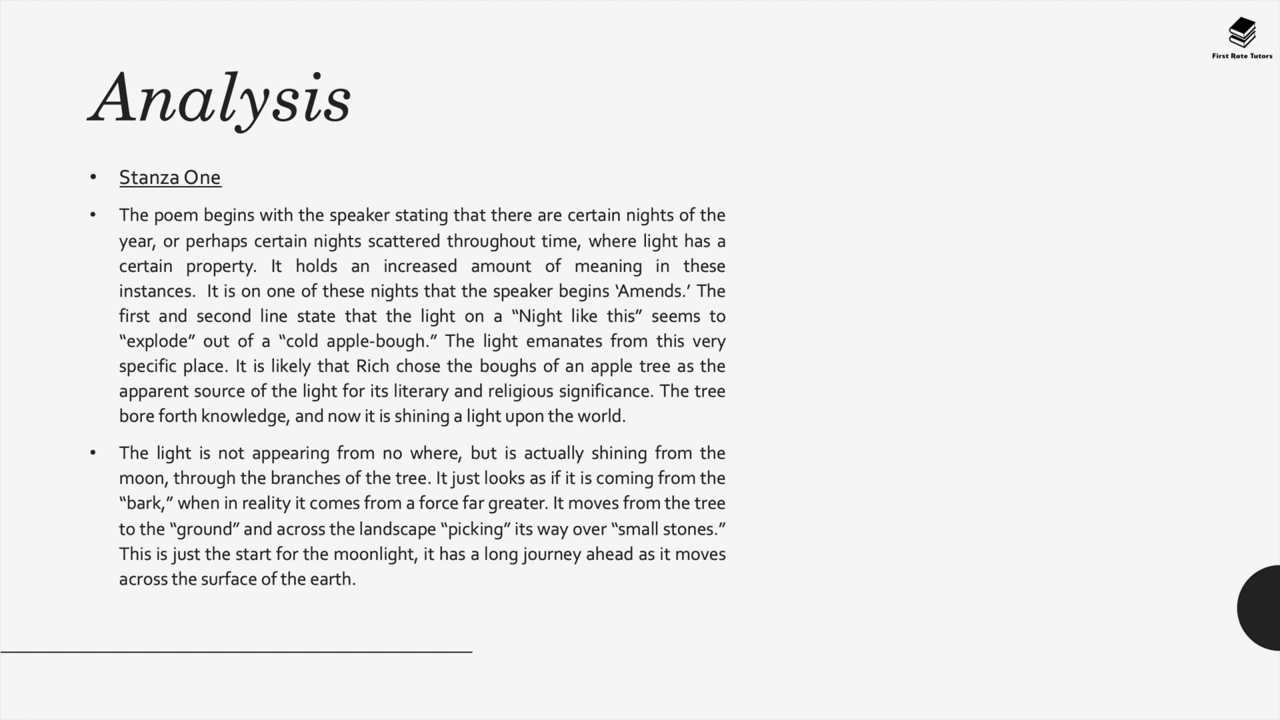 First Rate Tutors
Analysis
• Stanza One
• The poem begins with the speaker stating that there are certain nights of the
year, or perhaps certain nights scattered throughout time, where light has a
certain property. It holds an increased amount of meaning in these
instances.  It is on one of these nights that the speaker begins ‘Amends.’ The
first and second line state that the light on a “Night like this” seems to
“explode” out of a “cold apple-bough.” The light emanates from this very
specific place. It is likely that Rich chose the boughs of an apple tree as the
apparent source of the light for its literary and religious significance. The tree
bore forth knowledge, and now it is shining a light upon the world.
• The light is not appearing from no where, but is actually shining from the
moon, through the branches of the tree. It just looks as if it is coming from the
“bark,” when in reality it comes from a force far greater. It moves from the tree
to the “ground” and across the landscape “picking” its way over “small stones.”
This is just the start for the moonlight, it has a long journey ahead as it moves
across the surface of the earth.